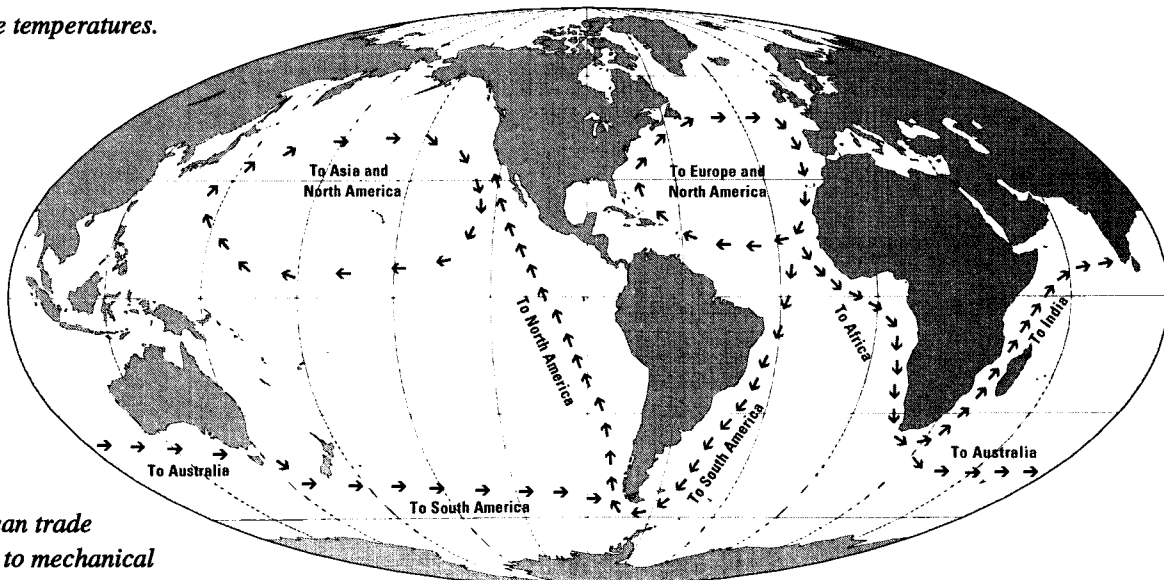 e temperatures.
To Asia and
North America
To Europe and
North America
To North America
To Africa
To India
To South America
To Australia
To Australia
To South America
an trade
to mechanical